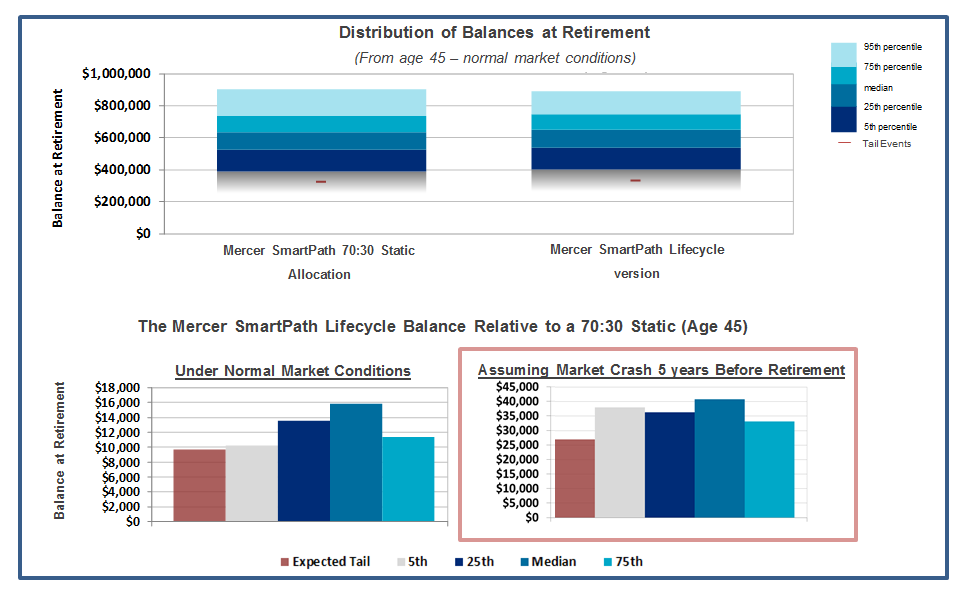 Distribution of Balances at Retirement
(From age 45 – normal market conditions)
Balance at Retirement
$1,000,000
$800,000
$600,000
$400,000
$200,000
$0
95th percentile
75th percentile
median
25th percentile
5th percentile
Tail Events
Mercer SmartPath 70:30 Static
Allocation
Mercer SmartPath Lifecycle
version
The Mercer SmartPath Lifecycle Balance Relative to a 70:30 Static (Age 45)
Under Normal Market Conditions
Balance at Retirement
$18,000
$16,000
$14,000
$12,000
$10,000
$8,000
$6,000
$4,000
$2,000
$0
Assuming Market Crash 5 years Before Retirement
$45,000
$40,000
$35,000
$30,000
$25,000
$20,000
$15,000
$10,000
$5,000
$0
Expected Tail
5th
25th
Median
75th